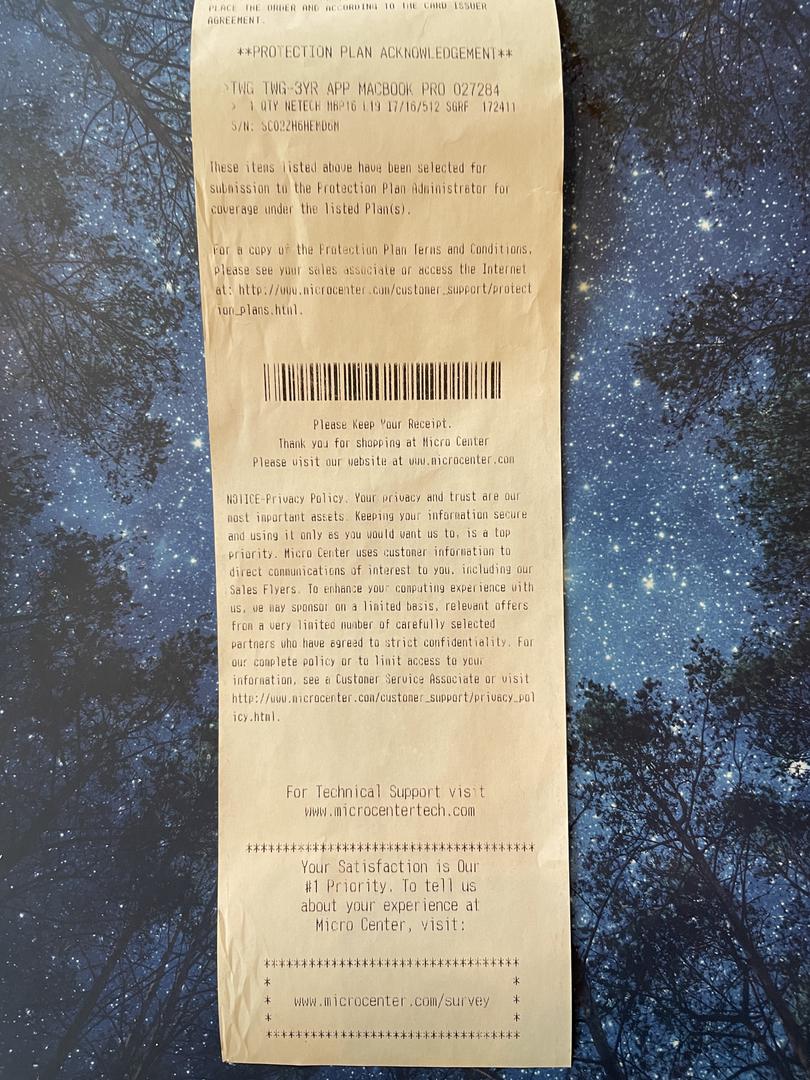 PLACE THE ORDER AND ACCORDING TO THE CARD ISSUER
AGREEMENT.
**PROTECTION PLAN ACKNOWLEDGEMENT**
>TWG TWG-3YR APP MACBOOK PRO 027284
> 1 QTY NETECH MBP16 L19 I7/16/512 SGRF 172411
S/N: SC02ZH6HEMD6M
These items listed above have been selected for
submission to the Protection Plan Administrator for
coverage under the listed Plan(s).
For a copy of the Protection Plan Terms and Conditions,
please see your sales associate or access the Internet
at: http://www.microcenter.com/customer_support/protect
ion_plans.html.
Please Keep Your Receipt.
Thank you for shopping at Micro Center
Please visit our website at www.microcenter.com
NOTICE-Privacy Policy. Your privacy and trust are our
most important assets. Keeping your information secure
and using it only as you would want us to, is a top
priority. Micro Center uses customer information to
direct communications of interest to you, including our
Sales Flyers. To enhance your computing experience with
us, we may sponsor on a limited basis, relevant offers
from a very limited number of carefully selected
partners who have agreed to strict confidentiality. For
our complete policy or to limit access to your
information, see a Customer Service Associate or visit
http://www.microcenter.com/customer_support/privacy_pol
icy.html.
For Technical Support visit
www.microcentertech.com
****************************************
Your Satisfaction is Our
#1 Priority. To tell us
about your experience at
Micro Center, visit:
***********************************
* *
* www.microcenter.com/survey *
* *
***********************************